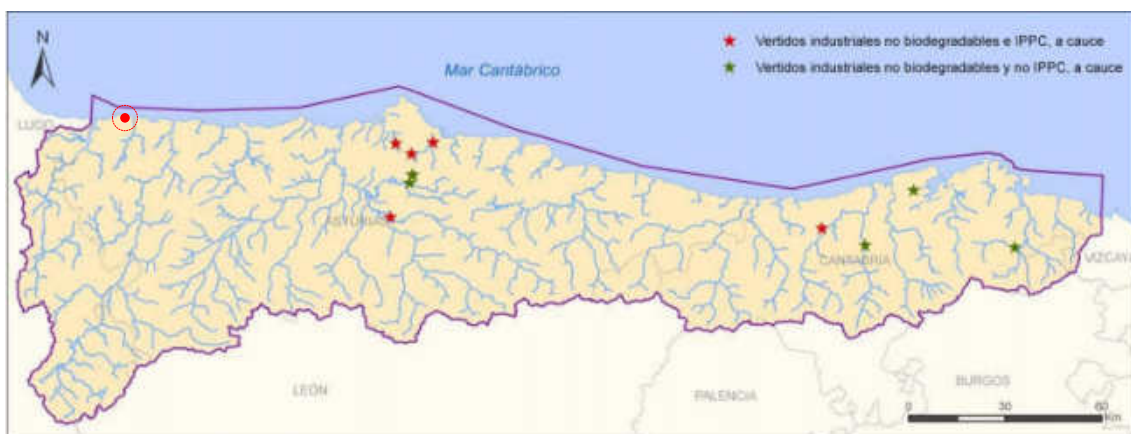 N
Vertidos industriales no biodegradables e IPPC, a cauce
Vertidos industriales no biodegradables y no IPPC, a cauce
Mar Cantábrico
LUGO
ASTURIAS
CANTABRIA
VIZCAYA
LEÓN
PALENCIA
BURGOS
0 30 60
Km